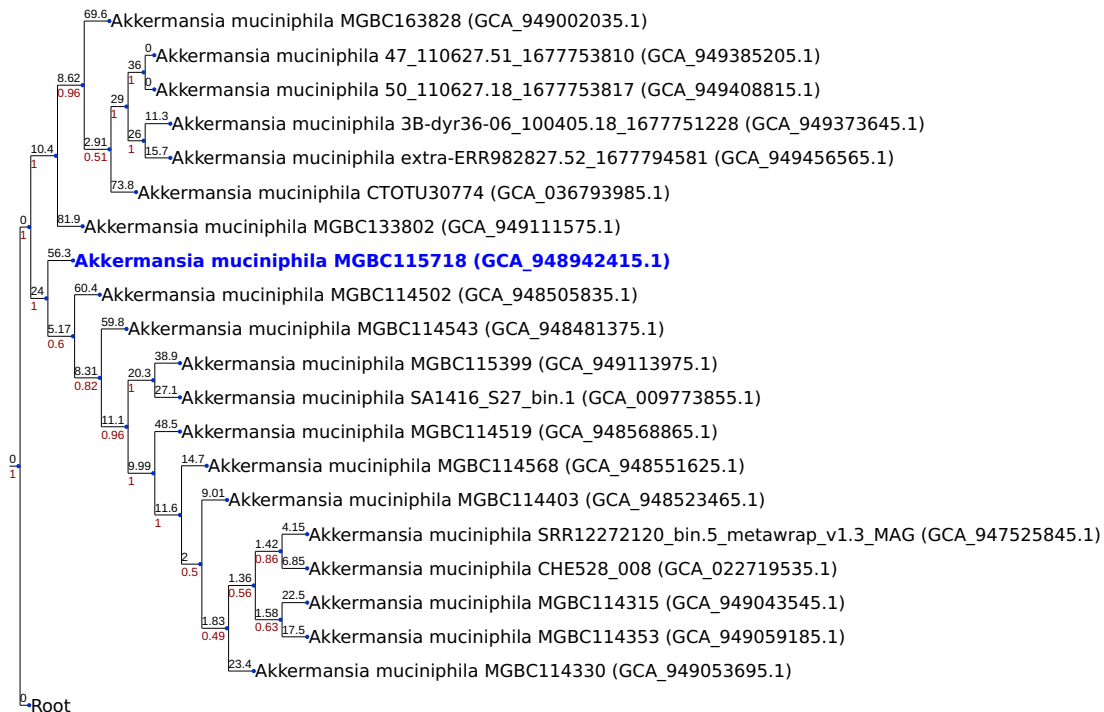 69.6 Akkermansia muciniphila MGBC163828 (GCA_949002035.1)
0 Akkermansia muciniphila 47_110627.51_1677753810 (GCA_949385205.1)
36
1
8.62
0.96
0 Akkermansia muciniphila 50_110627.18_1677753817 (GCA_949408815.1)
29
1
11.3 Akkermansia muciniphila 3B-dyr36-06_100405.18_1677751228 (GCA_949373645.1)
26
1
2.91
0.51
10.4
1
15.7 Akkermansia muciniphila extra-ERR982827.52_1677794581 (GCA_949456565.1)
73.8 Akkermansia muciniphila CTOTU30774 (GCA_036793985.1)
0
1
81.9 Akkermansia muciniphila MGBC133802 (GCA_949111575.1)
56.3 Akkermansia muciniphila MGBC115718 (GCA_948942415.1)
24
1
60.4 Akkermansia muciniphila MGBC114502 (GCA_948505835.1)
5.17
0.6
59.8 Akkermansia muciniphila MGBC114543 (GCA_948481375.1)
38.9 Akkermansia muciniphila MGBC115399 (GCA_949113975.1)
8.31
0.82
20.3
1
27.1 Akkermansia muciniphila SA1416_S27_bin.1 (GCA_009773855.1)
11.1
0.96
48.5 Akkermansia muciniphila MGBC114519 (GCA_948568865.1)
0
1
9.99
1
14.7 Akkermansia muciniphila MGBC114568 (GCA_948551625.1)
9.01 Akkermansia muciniphila MGBC114403 (GCA_948523465.1)
11.6
1
4.15 Akkermansia muciniphila SRR12272120_bin.5_metawrap_v1.3_MAG (GCA_947525845.1)
1.42
0.86
2
0.5
6.85 Akkermansia muciniphila CHE528_008 (GCA_022719535.1)
1.36
0.56
22.5 Akkermansia muciniphila MGBC114315 (GCA_949043545.1)
1.58
0.63
1.83
0.49
17.5 Akkermansia muciniphila MGBC114353 (GCA_949059185.1)
23.4 Akkermansia muciniphila MGBC114330 (GCA_949053695.1)
0 Root